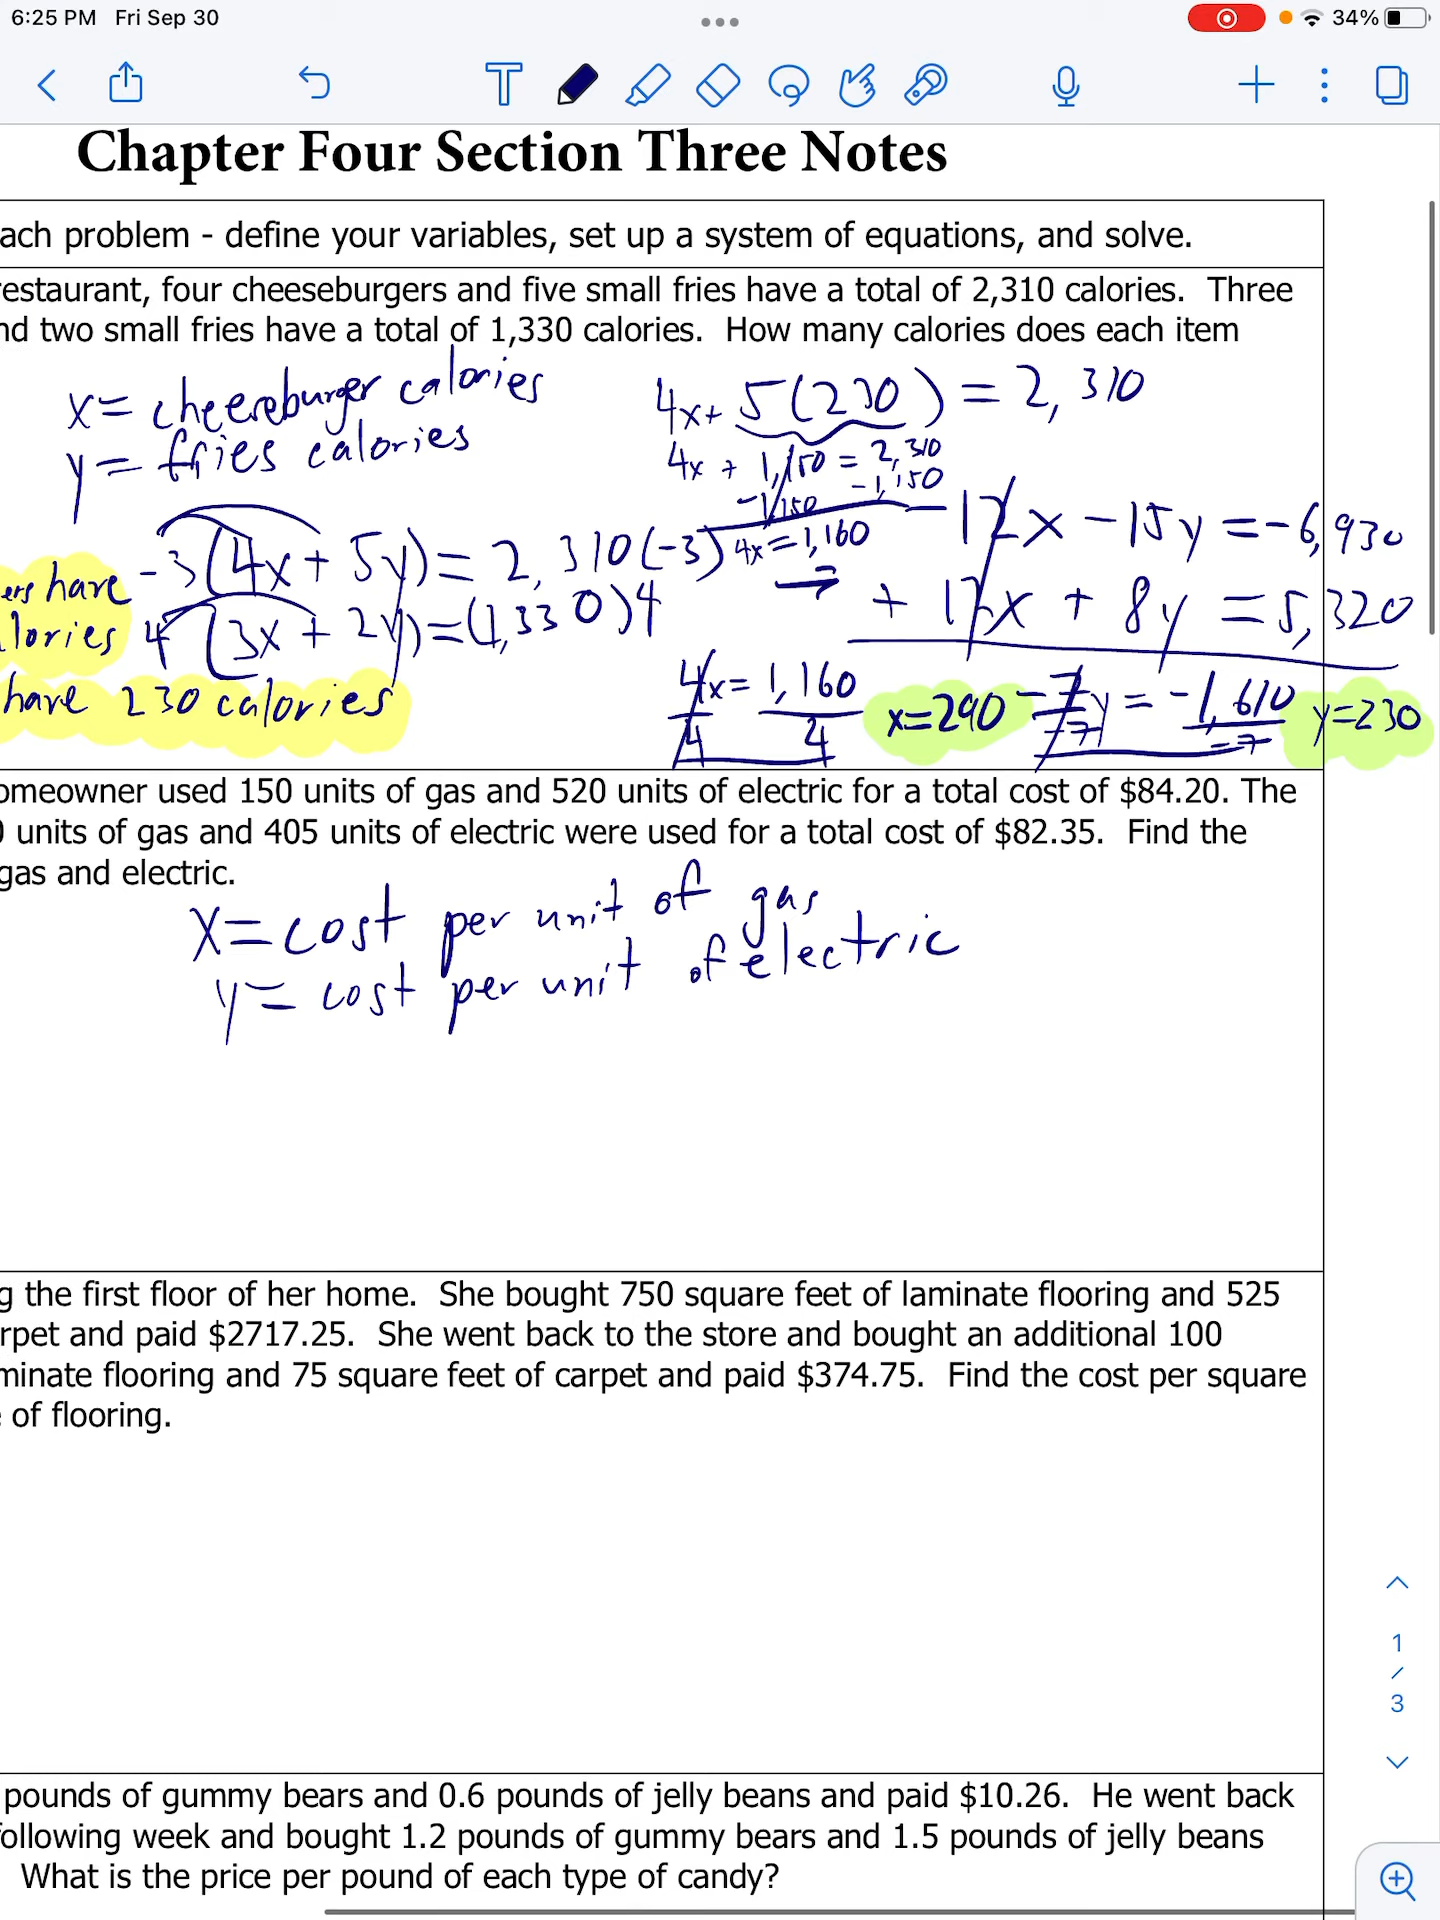 6:25 PM Fri Sep 30
34%
T
Chapter Four Section Three Notes
ach problem - define your variables, set up a system of equations, and solve.
estaurant, four cheeseburgers and five small fries have a total of 2,310 calories. Three
nd two small fries have a total of 1,330 calories. How many calories does each item
x= cheeseburger calories
y= fries calories
4x+ 5(230) = 2,310
4x + 1,150 = 2,310
-1,150 -1,150
4x=1,160
-3(4x+ 5y)= 2,310(-3)
4(3x+ 2y)=(1,330)4
-12x -15y =-6,930
+ 12x + 8y =5,320
ers have
lories
have 230 calories
4x= 1,160
4 4
x=290
-7y = -1,610
-7 -7
y=230
omeowner used 150 units of gas and 520 units of electric for a total cost of $84.20. The
0 units of gas and 405 units of electric were used for a total cost of $82.35. Find the
gas and electric.
X=cost per unit of gas
y= cost per unit of electric
g the first floor of her home. She bought 750 square feet of laminate flooring and 525
rpet and paid $2717.25. She went back to the store and bought an additional 100
minate flooring and 75 square feet of carpet and paid $374.75. Find the cost per square
of flooring.
pounds of gummy bears and 0.6 pounds of jelly beans and paid $10.26. He went back
ollowing week and bought 1.2 pounds of gummy bears and 1.5 pounds of jelly beans
What is the price per pound of each type of candy?
1
/
3